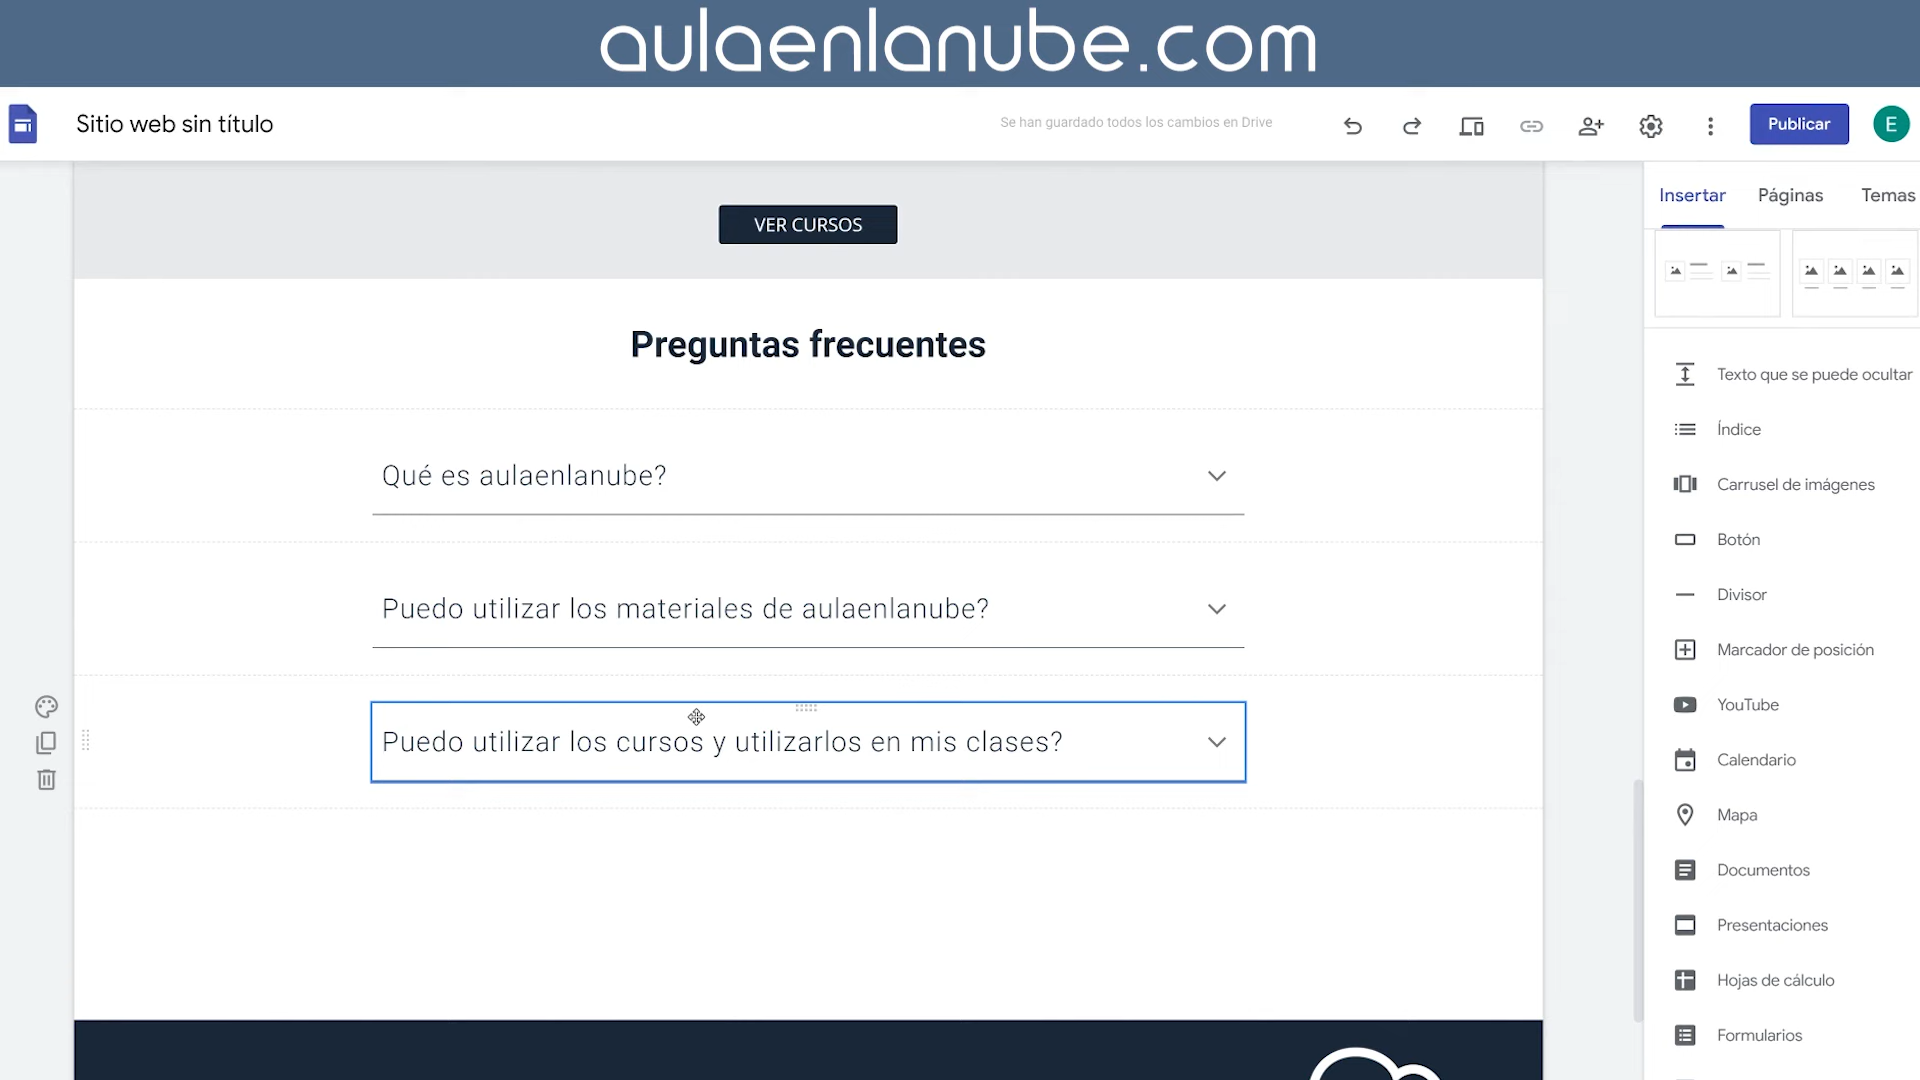 aulaenlanube.com
Sitio web sin título
Se han guardado todos los cambios en Drive
Publicar
E
Insertar
Páginas
Temas
VER CURSOS
Preguntas frecuentes
Qué es aulaenlanube?
Puedo utilizar los materiales de aulaenlanube?
Puedo utilizar los cursos y utilizarlos en mis clases?
Texto que se puede ocultar
Índice
Carrusel de imágenes
Botón
Divisor
Marcador de posición
YouTube
Calendario
Mapa
Documentos
Presentaciones
Hojas de cálculo
Formularios